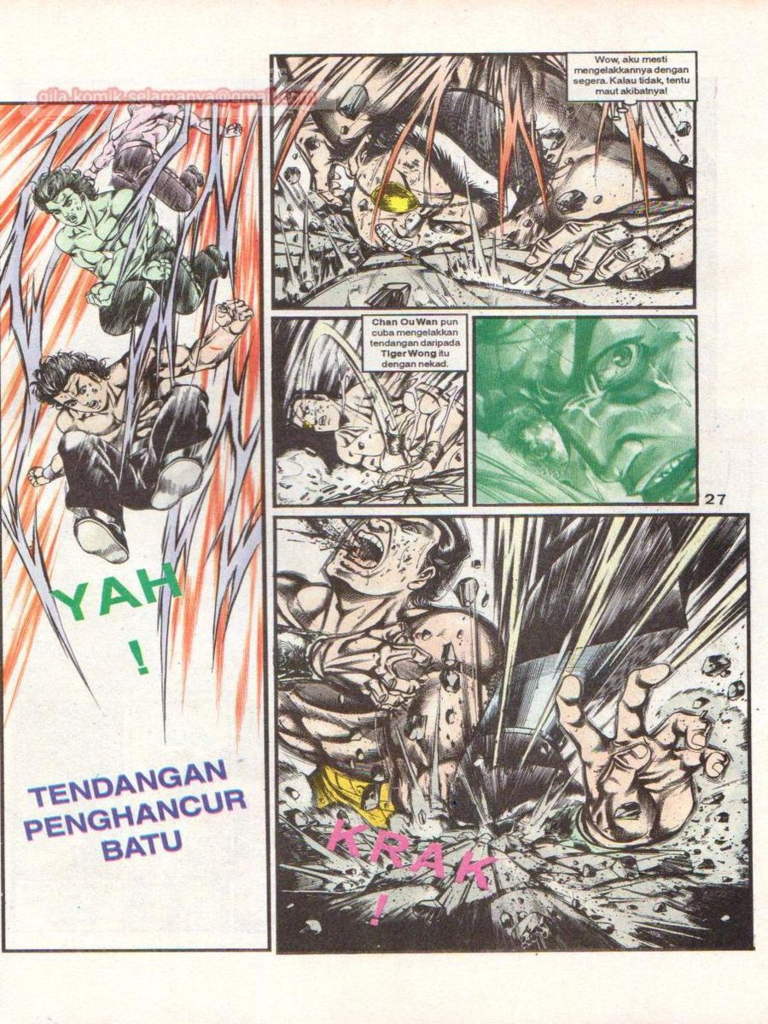 gila.komik.selamanya@gmail.com
Wow, aku mesti
mengelakkannya dengan
segera. Kalau tidak, tentu
maut akibatnya!
Chan Ou Wan pun
cuba mengelakkan
tendangan daripada
Tiger Wong itu
dengan nekad.
27
YAH
!
TENDANGAN
PENGHANCUR
BATU
KRAK
!